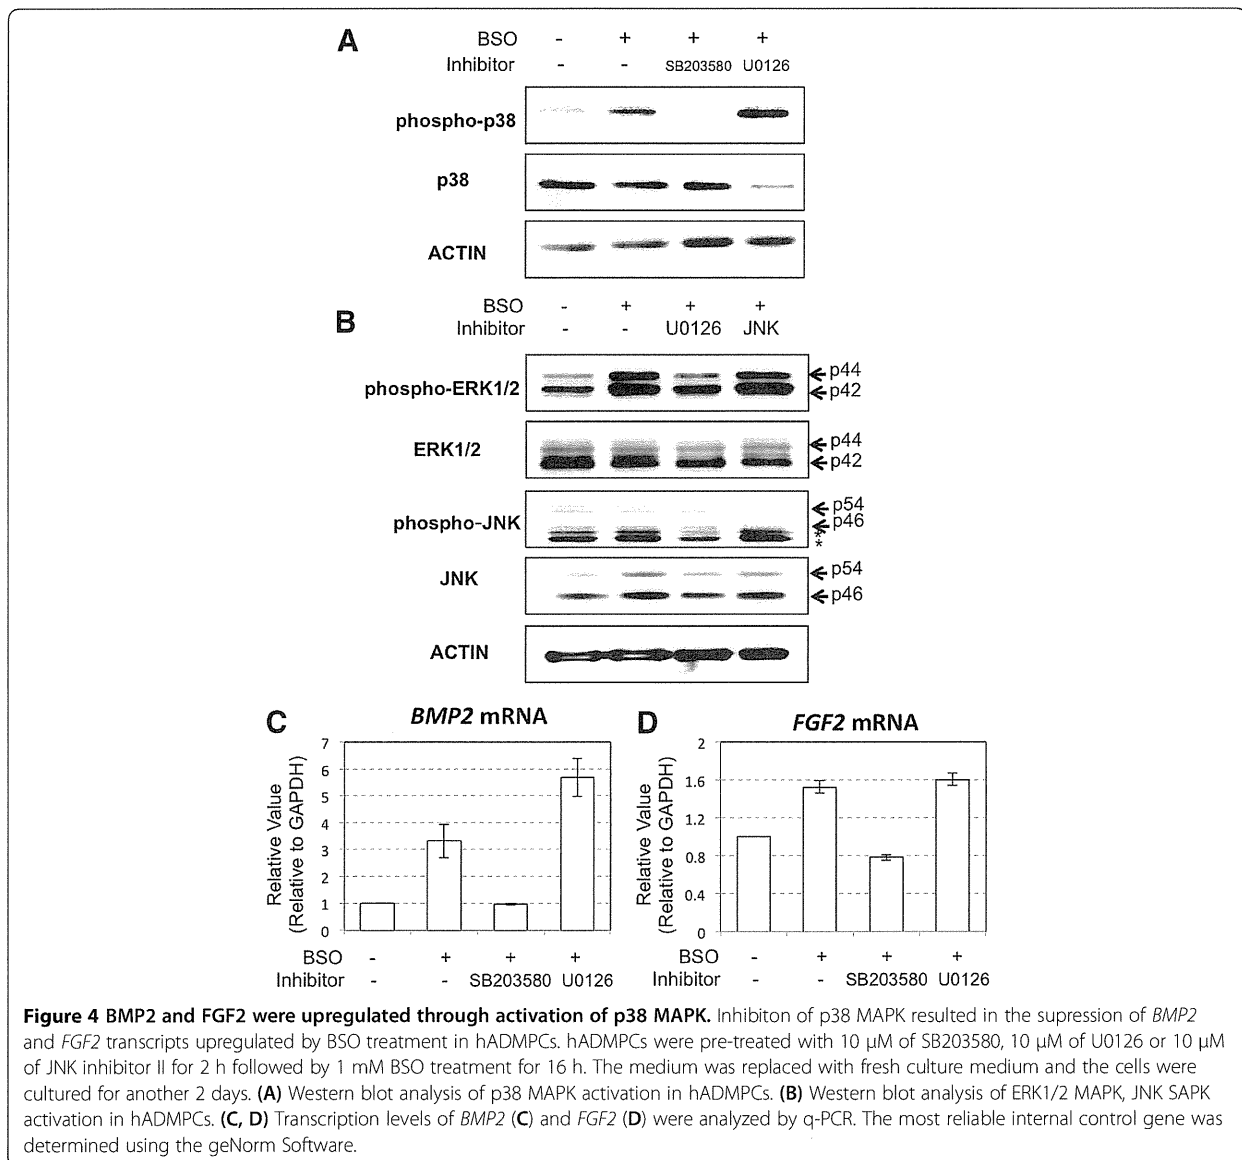 A
BSO - + + +
Inhibitor - - SB203580 U0126
phospho-p38
p38
ACTIN
B
BSO - + + +
Inhibitor - - U0126 JNK
phospho-ERK1/2
p44
p42
ERK1/2
p44
p42
phospho-JNK
p54
p46
*
*
JNK
p54
p46
ACTIN
C
BMP2 mRNA
Relative Value
(Relative to GAPDH)
7
6
5
4
3
2
1
0
BSO - + + +
Inhibitor - - SB203580 U0126
D
FGF2 mRNA
Relative Value
(Relative to GAPDH)
2
1.6
1.2
0.8
0.4
0
BSO - + + +
Inhibitor - - SB203580 U0126
Figure 4 BMP2 and FGF2 were upregulated through activation of p38 MAPK. Inhibiton of p38 MAPK resulted in the supression of BMP2
and FGF2 transcripts upregulated by BSO treatment in hADMPCs. hADMPCs were pre-treated with 10 μM of SB203580, 10 μM of U0126 or 10 μM
of JNK inhibitor II for 2 h followed by 1 mM BSO treatment for 16 h. The medium was replaced with fresh culture medium and the cells were
cultured for another 2 days. (A) Western blot analysis of p38 MAPK activation in hADMPCs. (B) Western blot analysis of ERK1/2 MAPK, JNK SAPK
activation in hADMPCs. (C, D) Transcription levels of BMP2 (C) and FGF2 (D) were analyzed by q-PCR. The most reliable internal control gene was
determined using the geNorm Software.